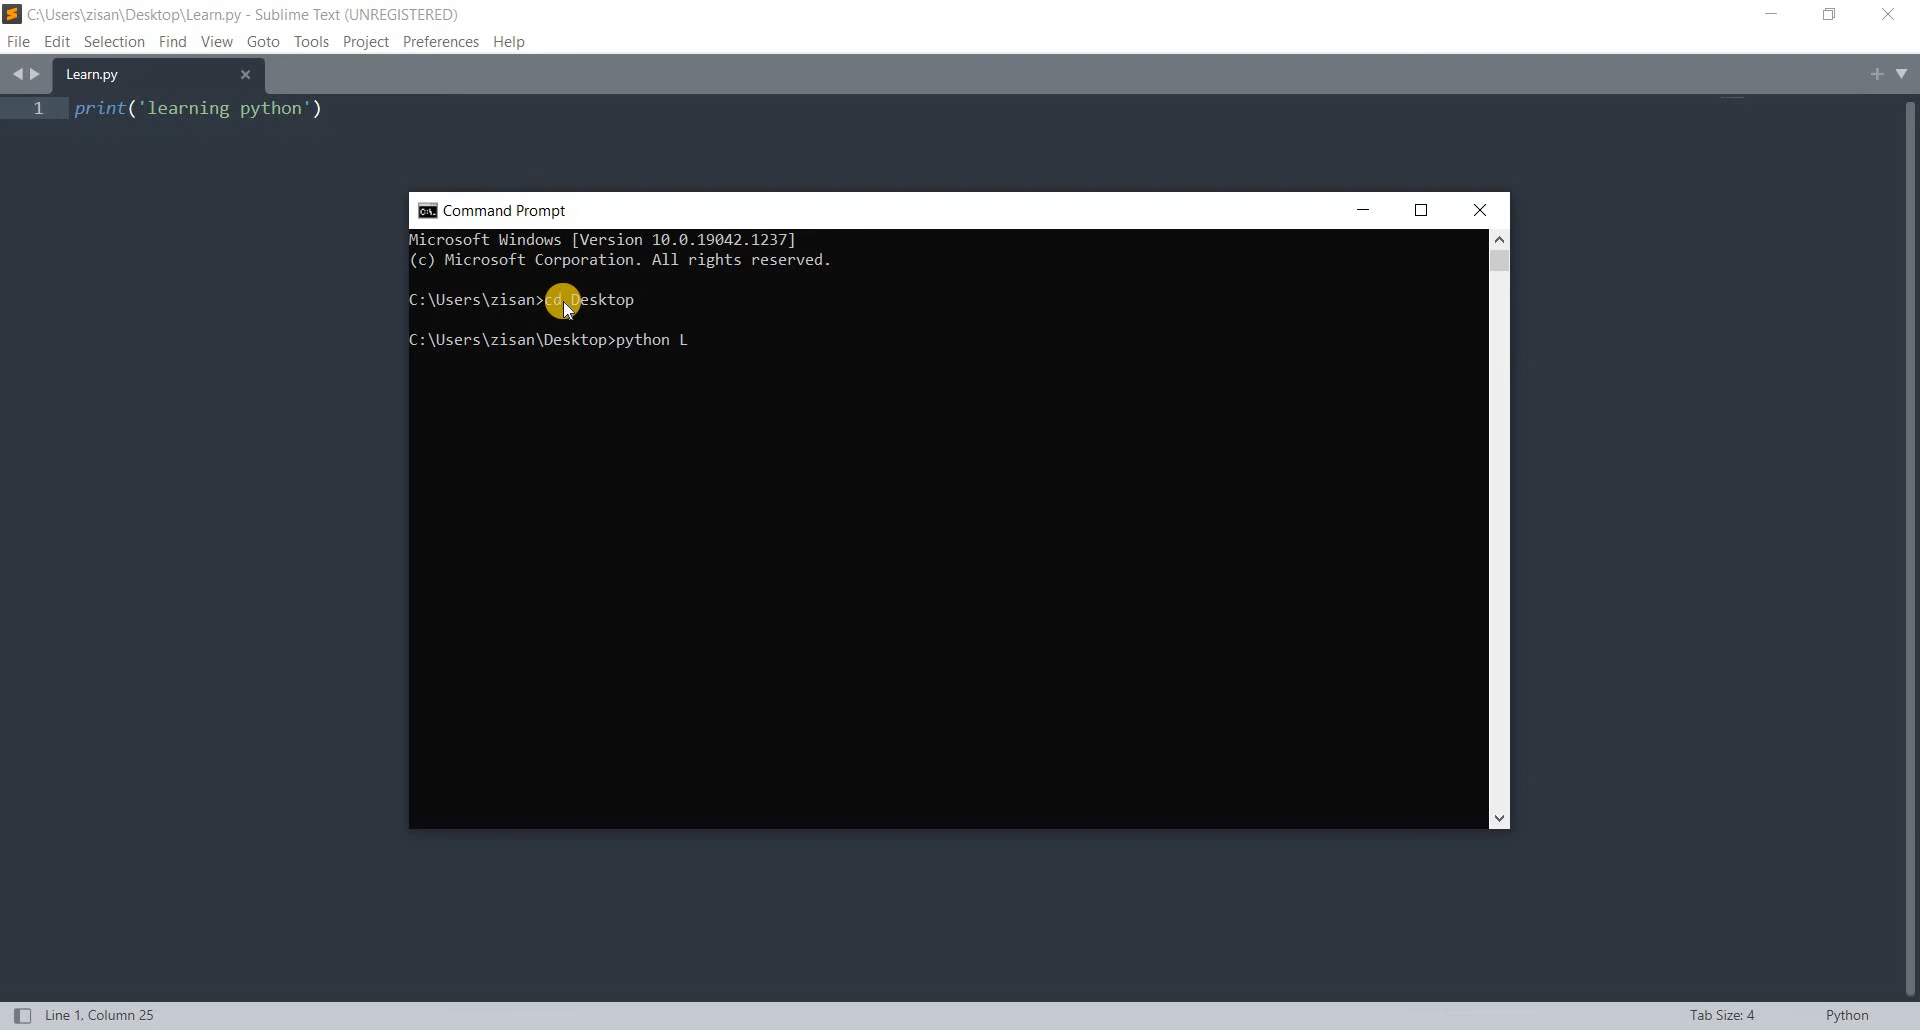 C:\Users\zisan\Desktop\Learn.py - Sublime Text (UNREGISTERED)
File Edit Selection Find View Goto Tools Project Preferences Help
Learn.py
1 print('learning python')
Command Prompt
Microsoft Windows [Version 10.0.19042.1237]
(c) Microsoft Corporation. All rights reserved.
C:\Users\zisan>cd Desktop
C:\Users\zisan\Desktop>python L
Line 1, Column 25 Tab Size: 4 Python